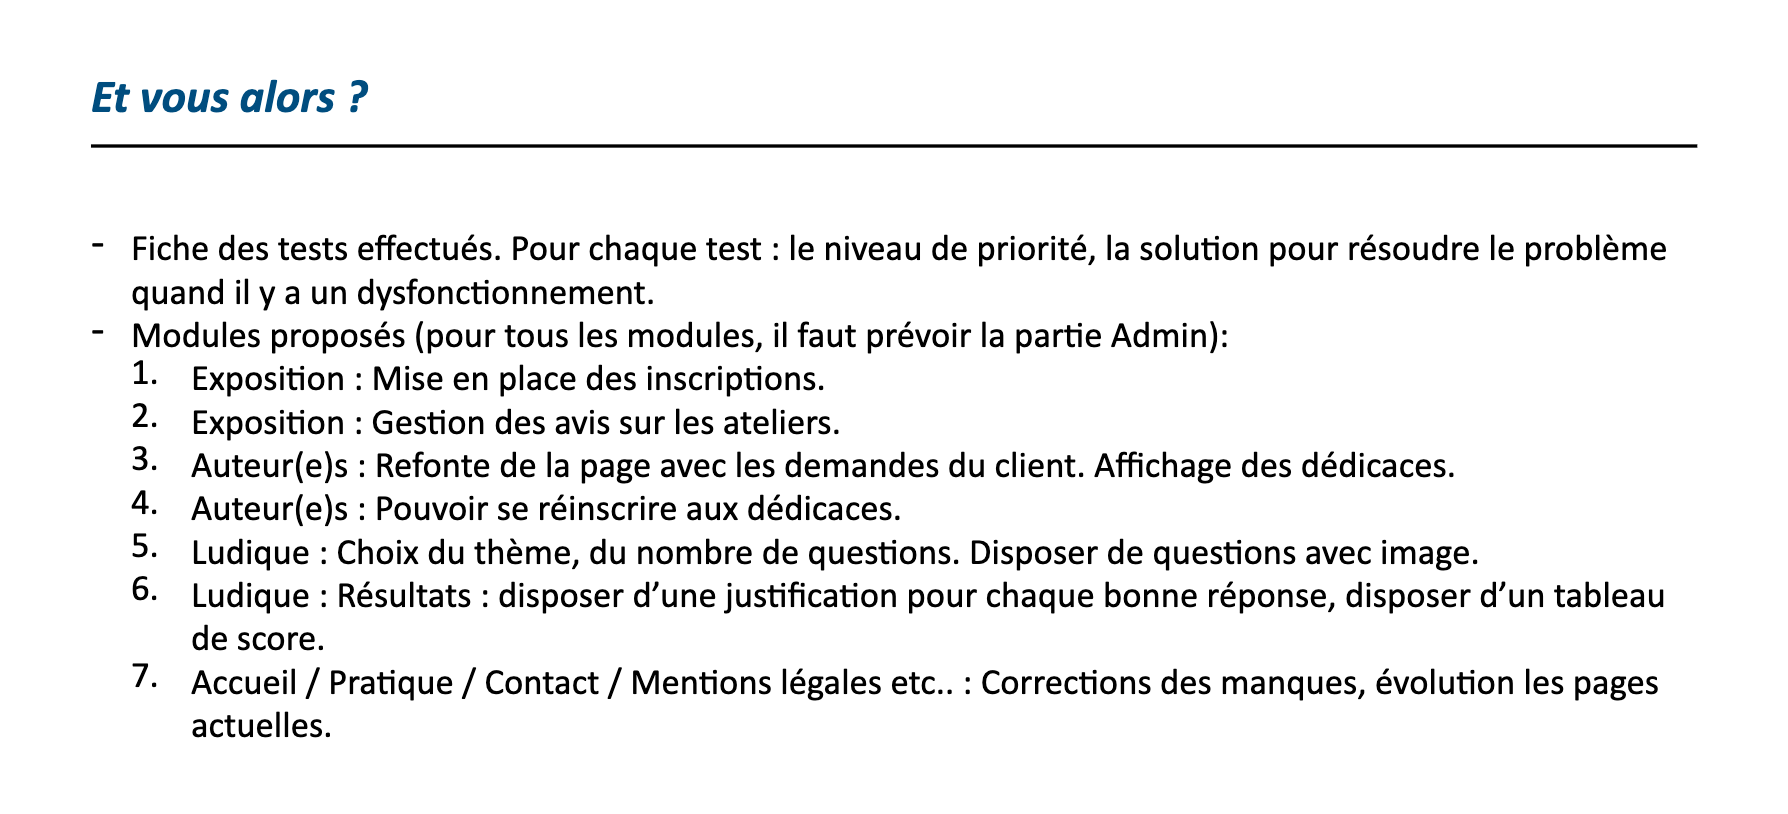 Et vous alors ?
- Fiche des tests effectués. Pour chaque test : le niveau de priorité, la solution pour résoudre le problème
quand il y a un dysfonctionnement.
- Modules proposés (pour tous les modules, il faut prévoir la partie Admin):
1. Exposition : Mise en place des inscriptions.
2. Exposition : Gestion des avis sur les ateliers.
3. Auteur(e)s : Refonte de la page avec les demandes du client. Affichage des dédicaces.
4. Auteur(e)s : Pouvoir se réinscrire aux dédicaces.
5. Ludique : Choix du thème, du nombre de questions. Disposer de questions avec image.
6. Ludique : Résultats : disposer d’une justification pour chaque bonne réponse, disposer d’un tableau
de score.
7. Accueil / Pratique / Contact / Mentions légales etc.. : Corrections des manques, évolution les pages
actuelles.